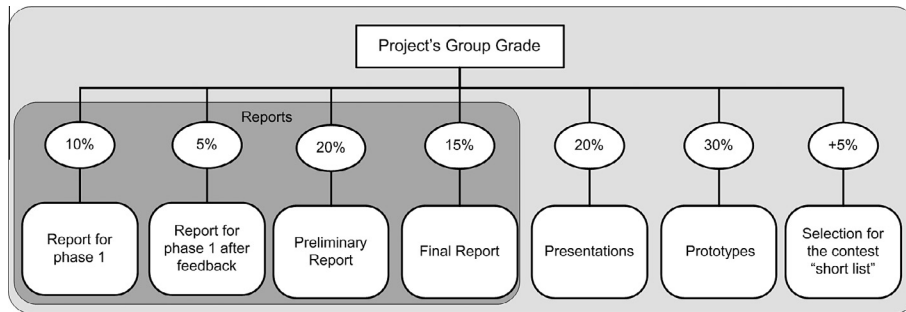 Project's Group Grade
Reports
10%
5%
20%
15%
20%
30%
+5%
Report for
phase 1
Report for
phase 1 after
feedback
Preliminary
Report
Final Report
Presentations
Prototypes
Selection for
the contest
“short list”